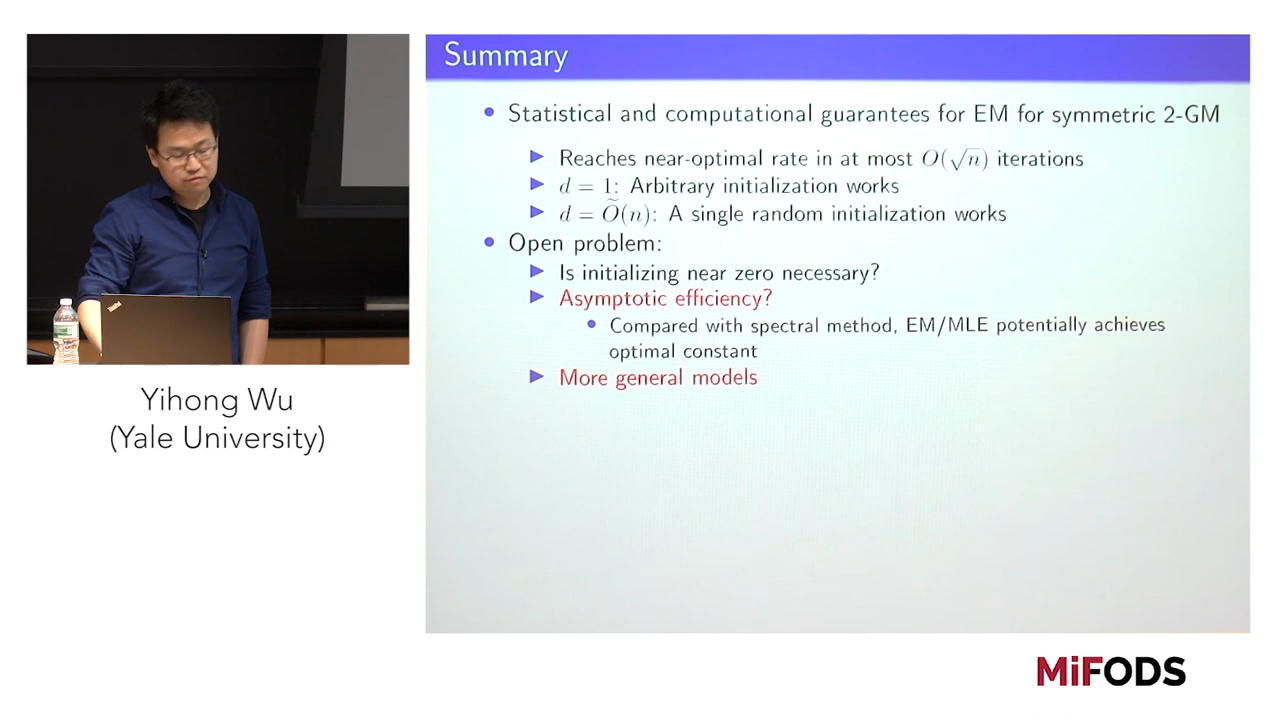 Summary
Statistical and computational guarantees for EM for symmetric 2-GM
Reaches near-optimal rate in at most O(√n) iterations
d = 1: Arbitrary initialization works
d = Õ(n): A single random initialization works
Open problem:
Is initializing near zero necessary?
Asymptotic efficiency?
Compared with spectral method, EM/MLE potentially achieves
optimal constant
More general models
Yihong Wu
(Yale University)
MiFODS